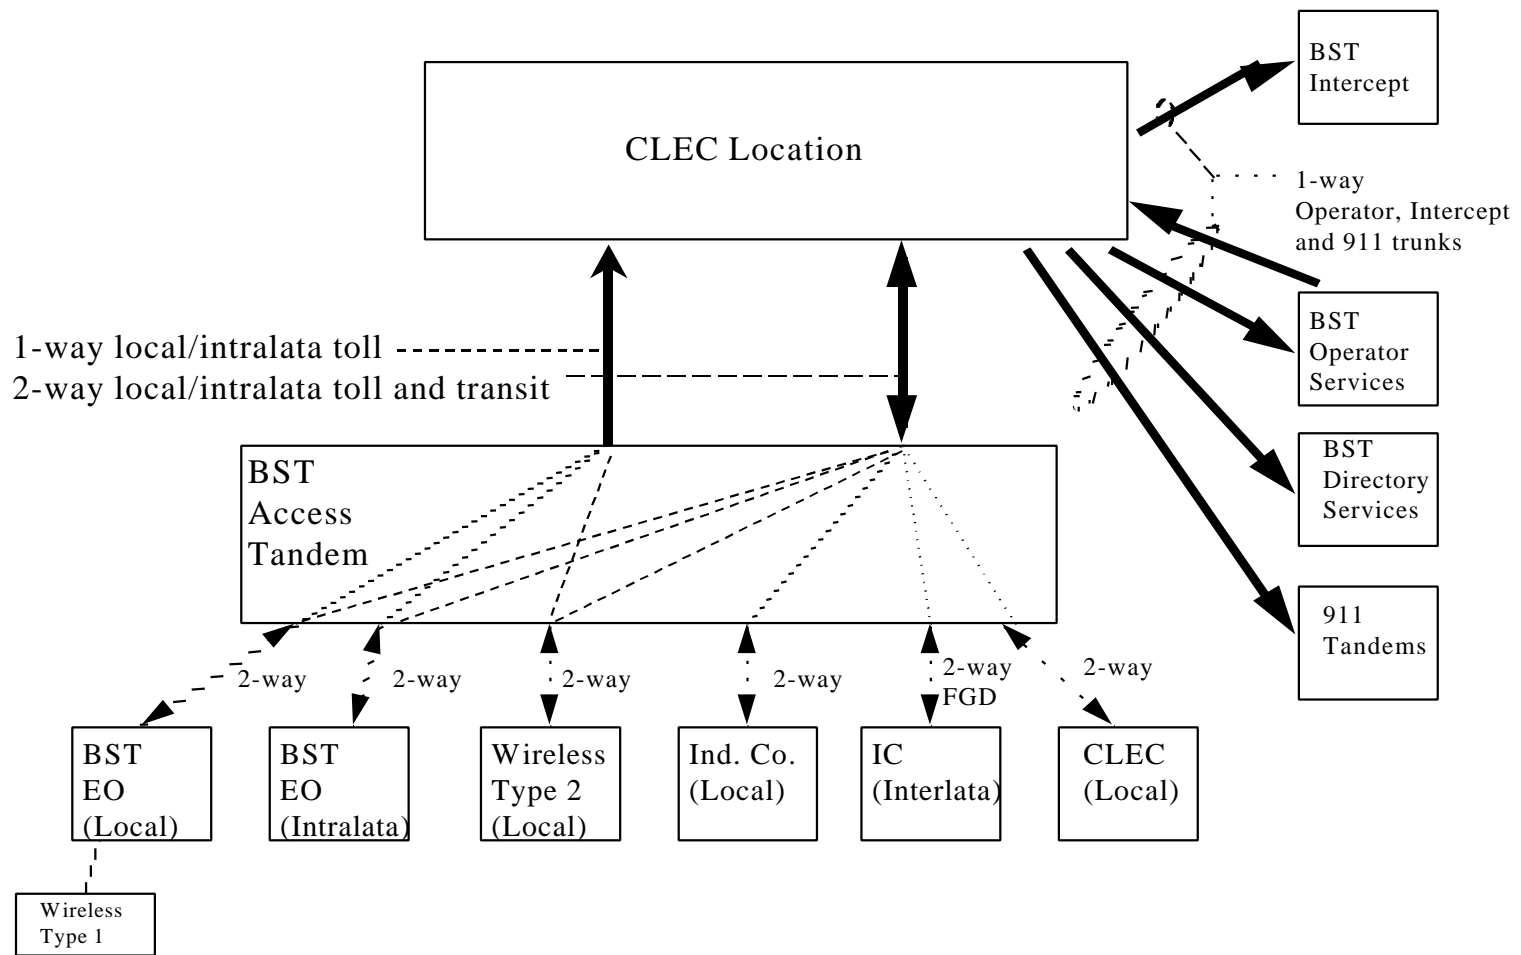 BST
Intercept
CLEC Location
1-way
Operator, Intercept
and 911 trunks
BST
Operator
Services
1-way local/intralata toll
2-way local/intralata toll and transit
BST
Directory
Services
BST
Access
Tandem
911
Tandems
2-way
2-way
2-way
2-way
2-way
FGD
2-way
BST
EO
(Local)
BST
EO
(Intralata)
Wireless
Type 2
(Local)
Ind. Co.
(Local)
IC
(Interlata)
CLEC
(Local)
Wireless
Type 1